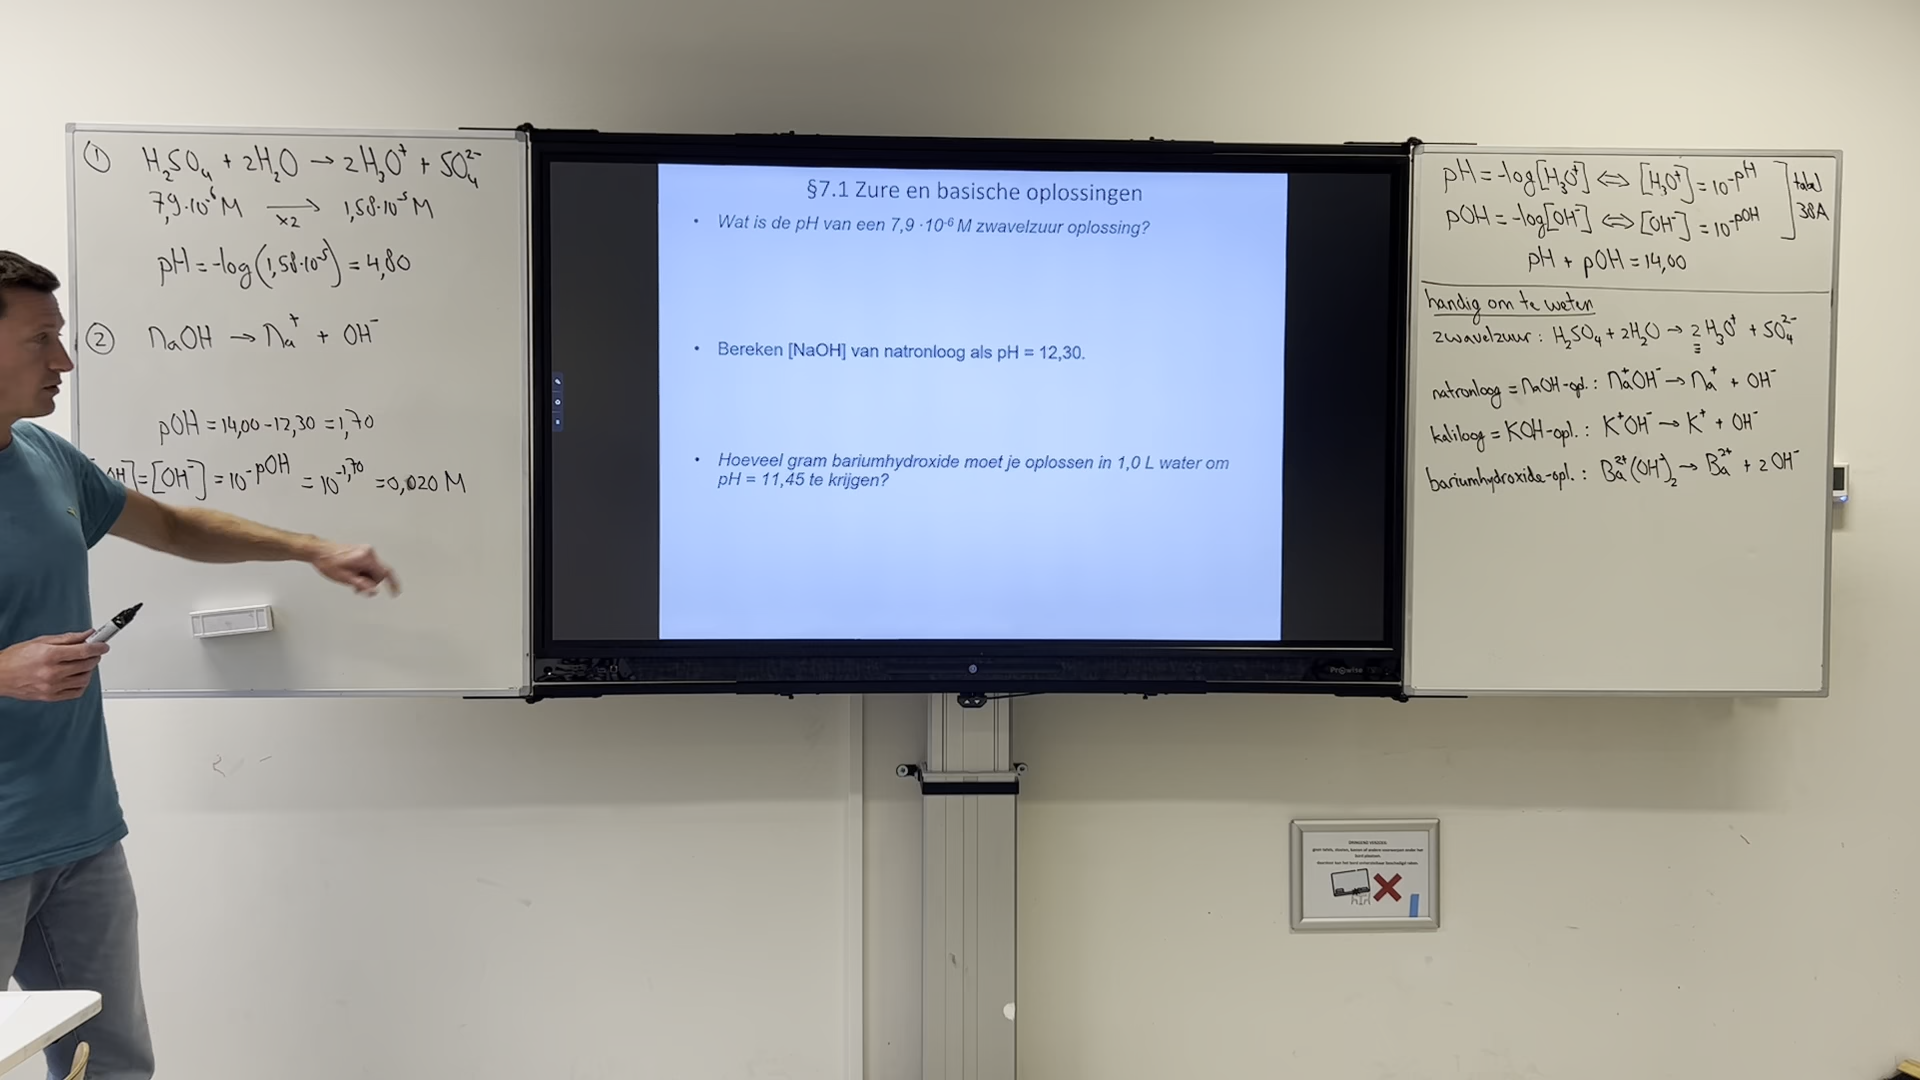 ① H₂SO₄ + 2H₂O → 2H₃O⁺ + SO₄²⁻
7,9·10⁻⁶ M →×2 1,58·10⁻⁵ M
pH = -log(1,58·10⁻⁵) = 4,80
② NaOH → Na⁺ + OH⁻
pOH = 14,00 - 12,30 = 1,70
OH] = [OH⁻] = 10⁻ᵖᴼᴴ = 10⁻¹,⁷⁰ = 0,020 M
§7.1 Zure en basische oplossingen
• Wat is de pH van een 7,9 ·10⁻⁶ M zwavelzuur oplossing?
• Bereken [NaOH] van natronloog als pH = 12,30.
• Hoeveel gram bariumhydroxide moet je oplossen in 1,0 L water om
pH = 11,45 te krijgen?
Prowise
pH = -log[H₃O⁺] ⇔ [H₃O⁺] = 10⁻ᵖᴴ
pOH = -log[OH⁻] ⇔ [OH⁻] = 10⁻ᵖᴼᴴ
tabel
38A
pH + pOH = 14,00
handig om te weten
zwavelzuur : H₂SO₄ + 2H₂O → 2H₃O⁺ + SO₄²⁻
natronloog = NaOH-opl. : Na⁺OH⁻ → Na⁺ + OH⁻
kaliloog = KOH-opl. : K⁺OH⁻ → K⁺ + OH⁻
bariumhydroxide-opl. : Ba²⁺(OH⁻)₂ → Ba²⁺ + 2 OH⁻